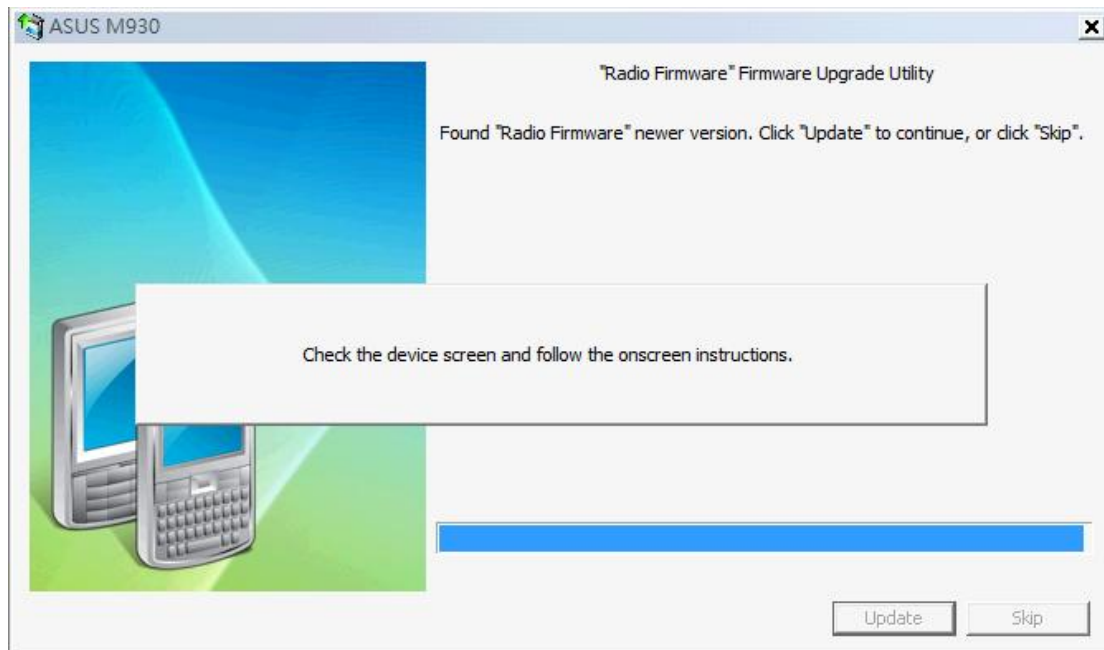 ASUS M930
"Radio Firmware" Firmware Upgrade Utility
Found "Radio Firmware" newer version. Click "Update" to continue, or click "Skip".
Check the device screen and follow the onscreen instructions.
Update
Skip